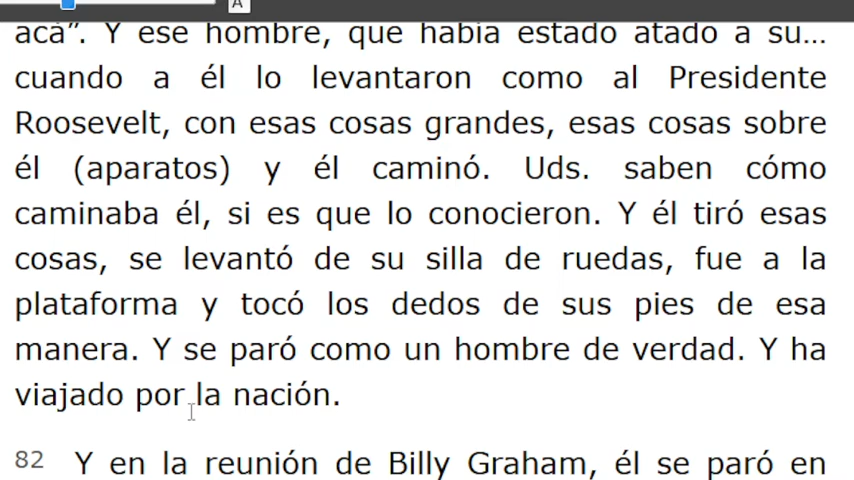 A
acá”. Y ese hombre, que había estado atado a su...
cuando a él lo levantaron como al Presidente
Roosevelt, con esas cosas grandes, esas cosas sobre
él (aparatos) y él caminó. Uds. saben cómo
caminaba él, si es que lo conocieron. Y él tiró esas
cosas, se levantó de su silla de ruedas, fue a la
plataforma y tocó los dedos de sus pies de esa
manera. Y se paró como un hombre de verdad. Y ha
viajado por la nación.
82 Y en la reunión de Billy Graham, él se paró en